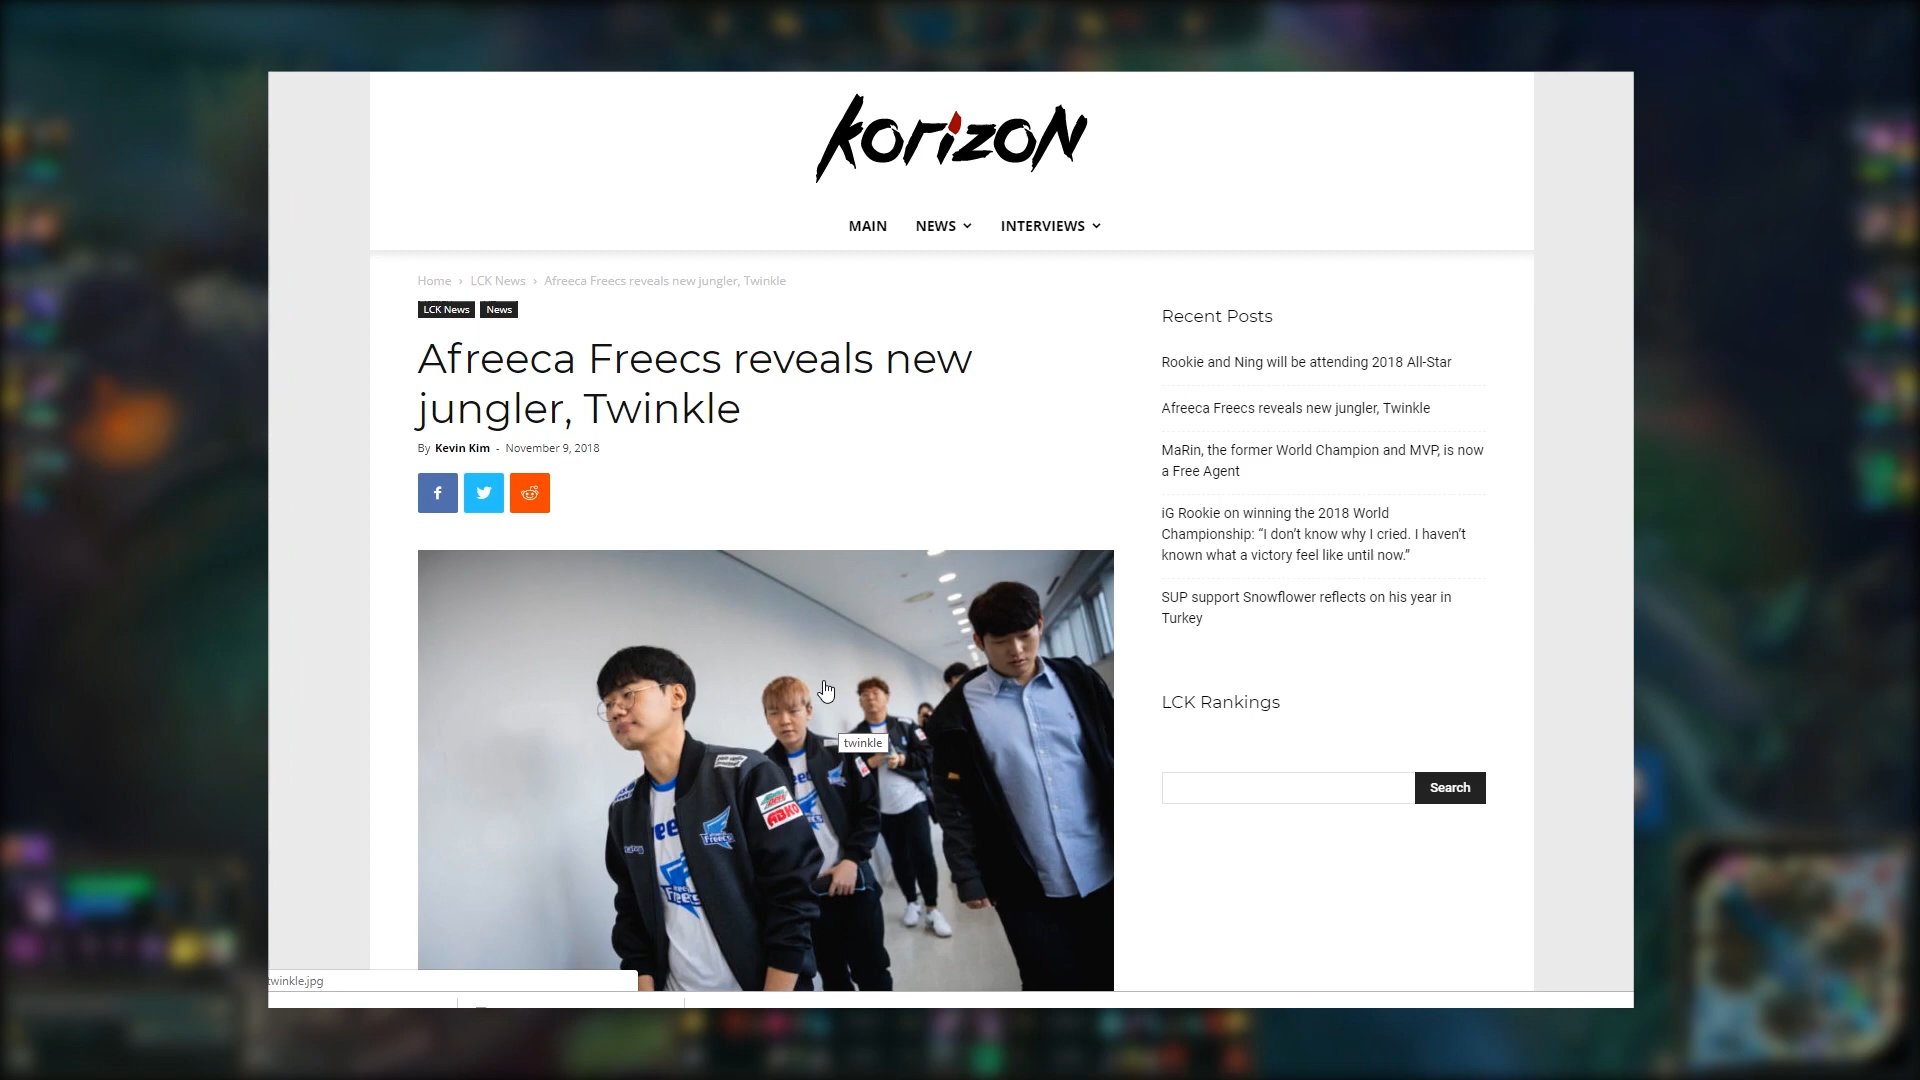 korizon
MAIN NEWS INTERVIEWS
Home › LCK News › Afreeca Freecs reveals new jungler, Twinkle
LCK News News
Afreeca Freecs reveals new
jungler, Twinkle
By Kevin Kim - November 9, 2018
twinkle
Freecs
ABKO
Freecs
twinkle.jpg
Recent Posts
Rookie and Ning will be attending 2018 All-Star
Afreeca Freecs reveals new jungler, Twinkle
MaRin, the former World Champion and MVP, is now
a Free Agent
iG Rookie on winning the 2018 World
Championship: “I don’t know why I cried. I haven’t
known what a victory feel like until now.”
SUP support Snowflower reflects on his year in
Turkey
LCK Rankings
Search